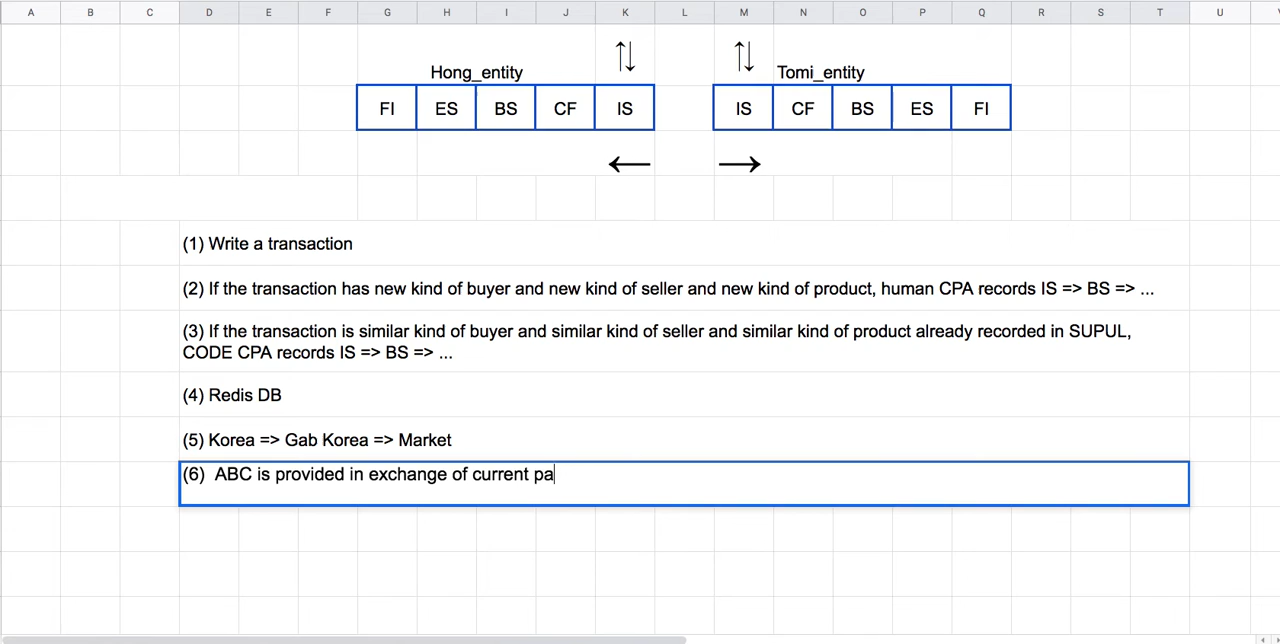 A B C D E F G H I J K L M N O P Q R S T U
Hong_entity Tomi_entity
FI ES BS CF IS IS CF BS ES FI
(1) Write a transaction
(2) If the transaction has new kind of buyer and new kind of seller and new kind of product, human CPA records IS => BS => ...
(3) If the transaction is similar kind of buyer and similar kind of seller and similar kind of product already recorded in SUPUL,
CODE CPA records IS => BS => ...
(4) Redis DB
(5) Korea => Gab Korea => Market
(6) ABC is provided in exchange of current pa